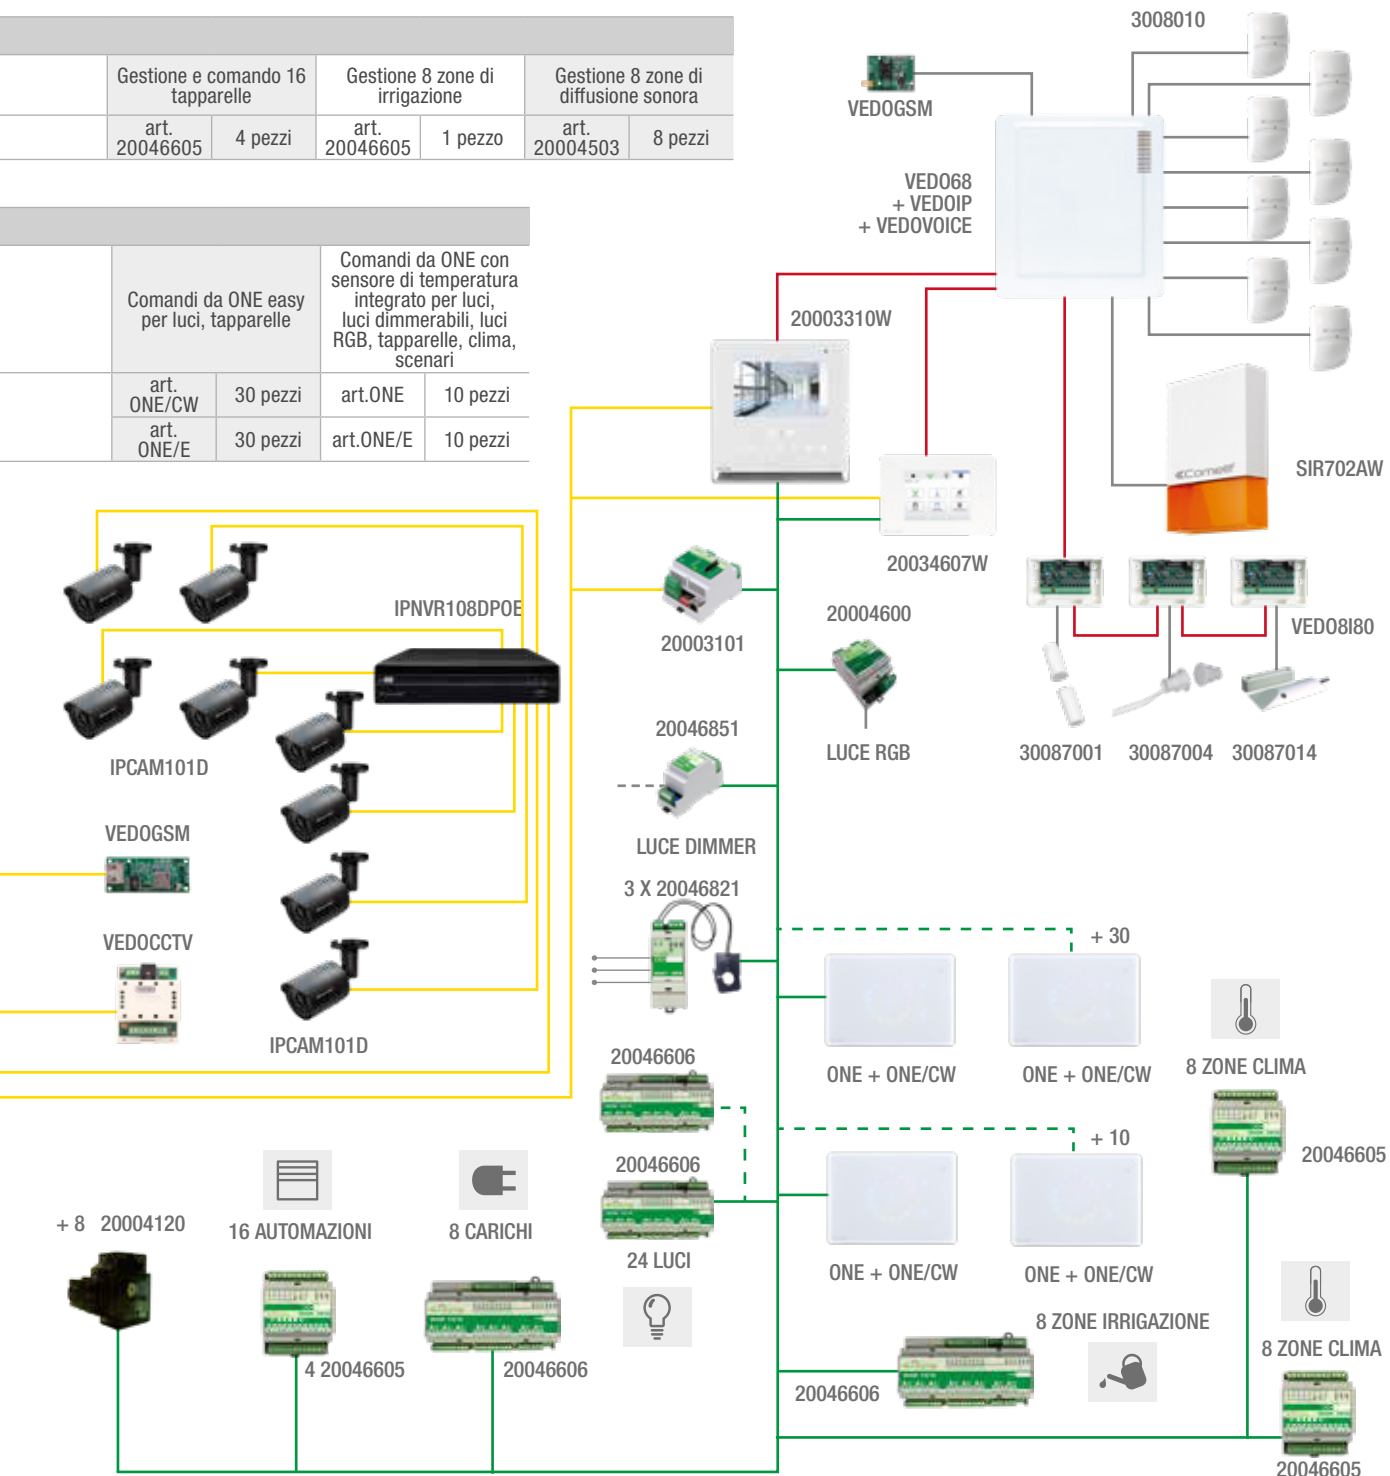 Gestione e comando 16
tapparelle
Gestione 8 zone di
irrigazione
Gestione 8 zone di
diffusione sonora
art.
20046605
4 pezzi
art.
20046605
1 pezzo
art.
20004503
8 pezzi
Comandi da ONE easy
per luci, tapparelle
Comandi da ONE con
sensore di temperatura
integrato per luci,
luci dimmerabili, luci
RGB, tapparelle, clima,
scenari
art.
ONE/CW
30 pezzi
art.ONE
10 pezzi
art.
ONE/E
30 pezzi
art.ONE/E
10 pezzi
3008010
VEDOGSM
VEDO68
+ VEDOIP
+ VEDOVOICE
20003310W
Comelit
SIR702AW
20034607W
IPNVR108DPOE
20003101
20004600
VEDO8I80
20046851
LUCE RGB
30087001
30087004
30087014
IPCAM101D
VEDOGSM
LUCE DIMMER
3 X 20046821
VEDOCCTV
+ 30
IPCAM101D
20046606
ONE + ONE/CW
ONE + ONE/CW
8 ZONE CLIMA
+ 10
20046605
20046606
+ 8 20004120
16 AUTOMAZIONI
8 CARICHI
24 LUCI
ONE + ONE/CW
ONE + ONE/CW
8 ZONE IRRIGAZIONE
8 ZONE CLIMA
4 20046605
20046606
20046606
20046605